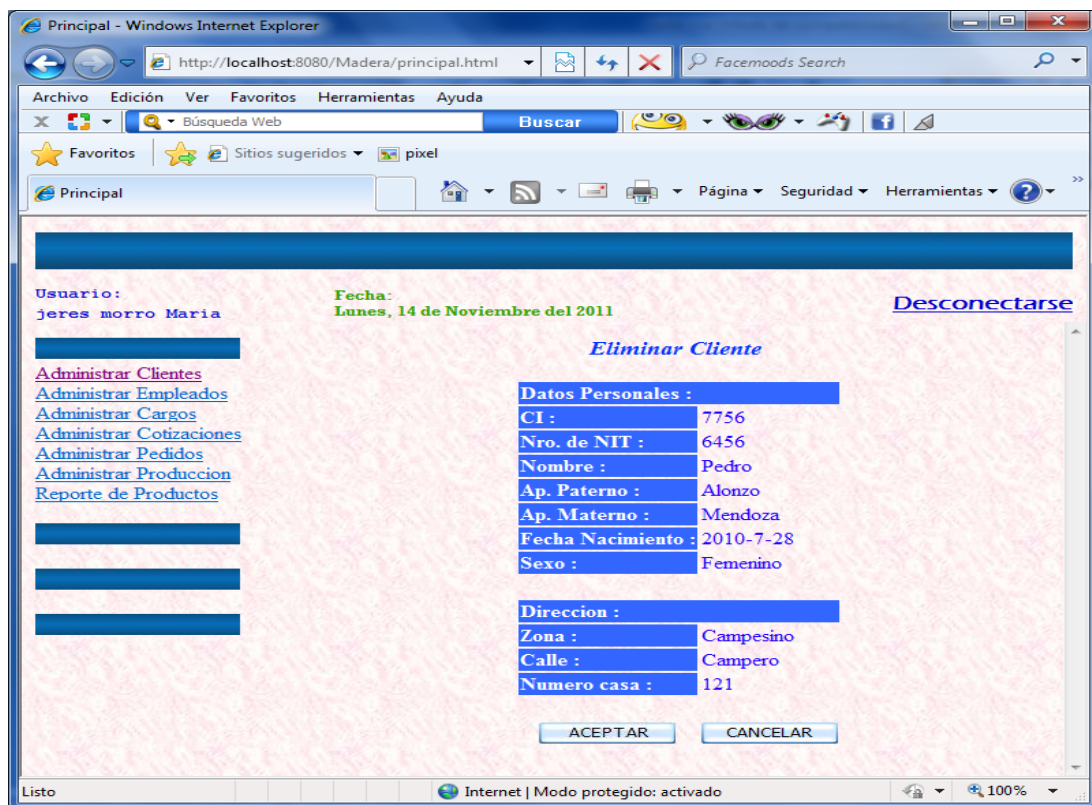 Principal - Windows Internet Explorer
http://localhost:8080/Madera/principal.html
Facemoods Search
Archivo Edición Ver Favoritos Herramientas Ayuda
Búsqueda Web
Buscar
Favoritos Sitios sugeridos pixel
Principal
Página Seguridad Herramientas
Usuario:
jeres morro Maria
Fecha:
Lunes, 14 de Noviembre del 2011
Desconectarse
Administrar Clientes
Administrar Empleados
Administrar Cargos
Administrar Cotizaciones
Administrar Pedidos
Administrar Produccion
Reporte de Productos
Eliminar Cliente
Datos Personales :
CI : 7756
Nro. de NIT : 6456
Nombre : Pedro
Ap. Paterno : Alonzo
Ap. Materno : Mendoza
Fecha Nacimiento : 2010-7-28
Sexo : Femenino
Direccion :
Zona : Campesino
Calle : Campero
Numero casa : 121
ACEPTAR CANCELAR
Listo Internet | Modo protegido: activado 100%